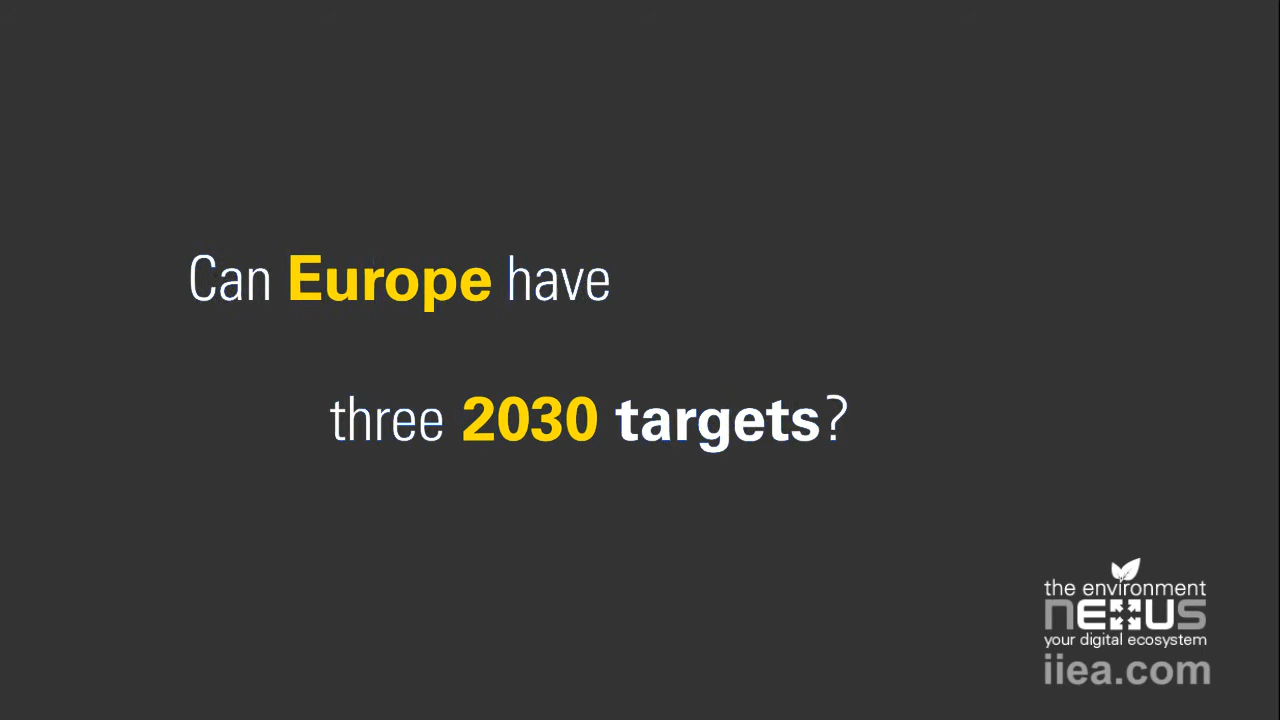 Can Europe have
three 2030 targets?
the environment
nexus
your digital ecosystem
iiea.com